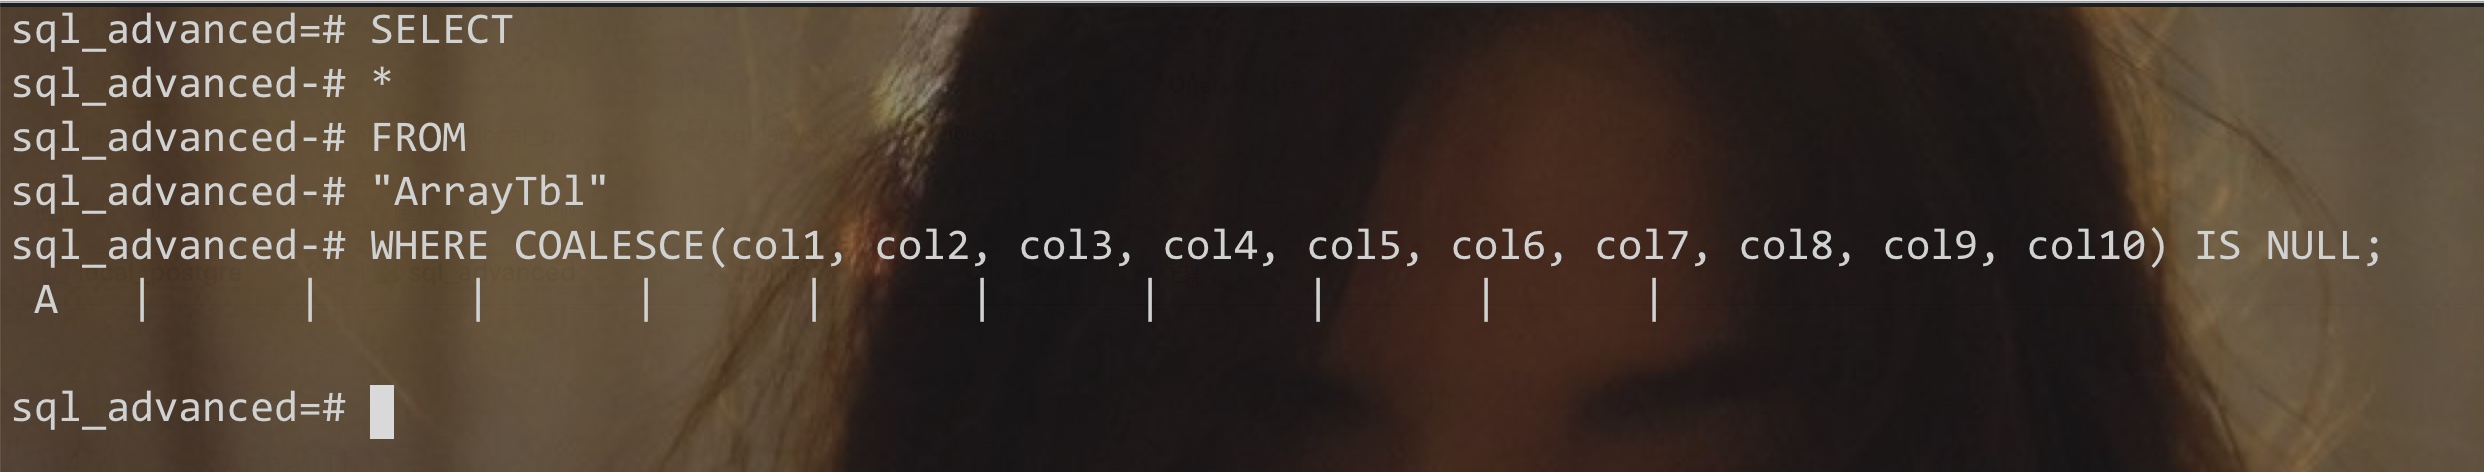 sql_advanced=# SELECT
sql_advanced-# *
sql_advanced-# FROM
sql_advanced-# "ArrayTbl"
sql_advanced-# WHERE COALESCE(col1, col2, col3, col4, col5, col6, col7, col8, col9, col10) IS NULL;
A | | | | | | | | | |
sql_advanced=#